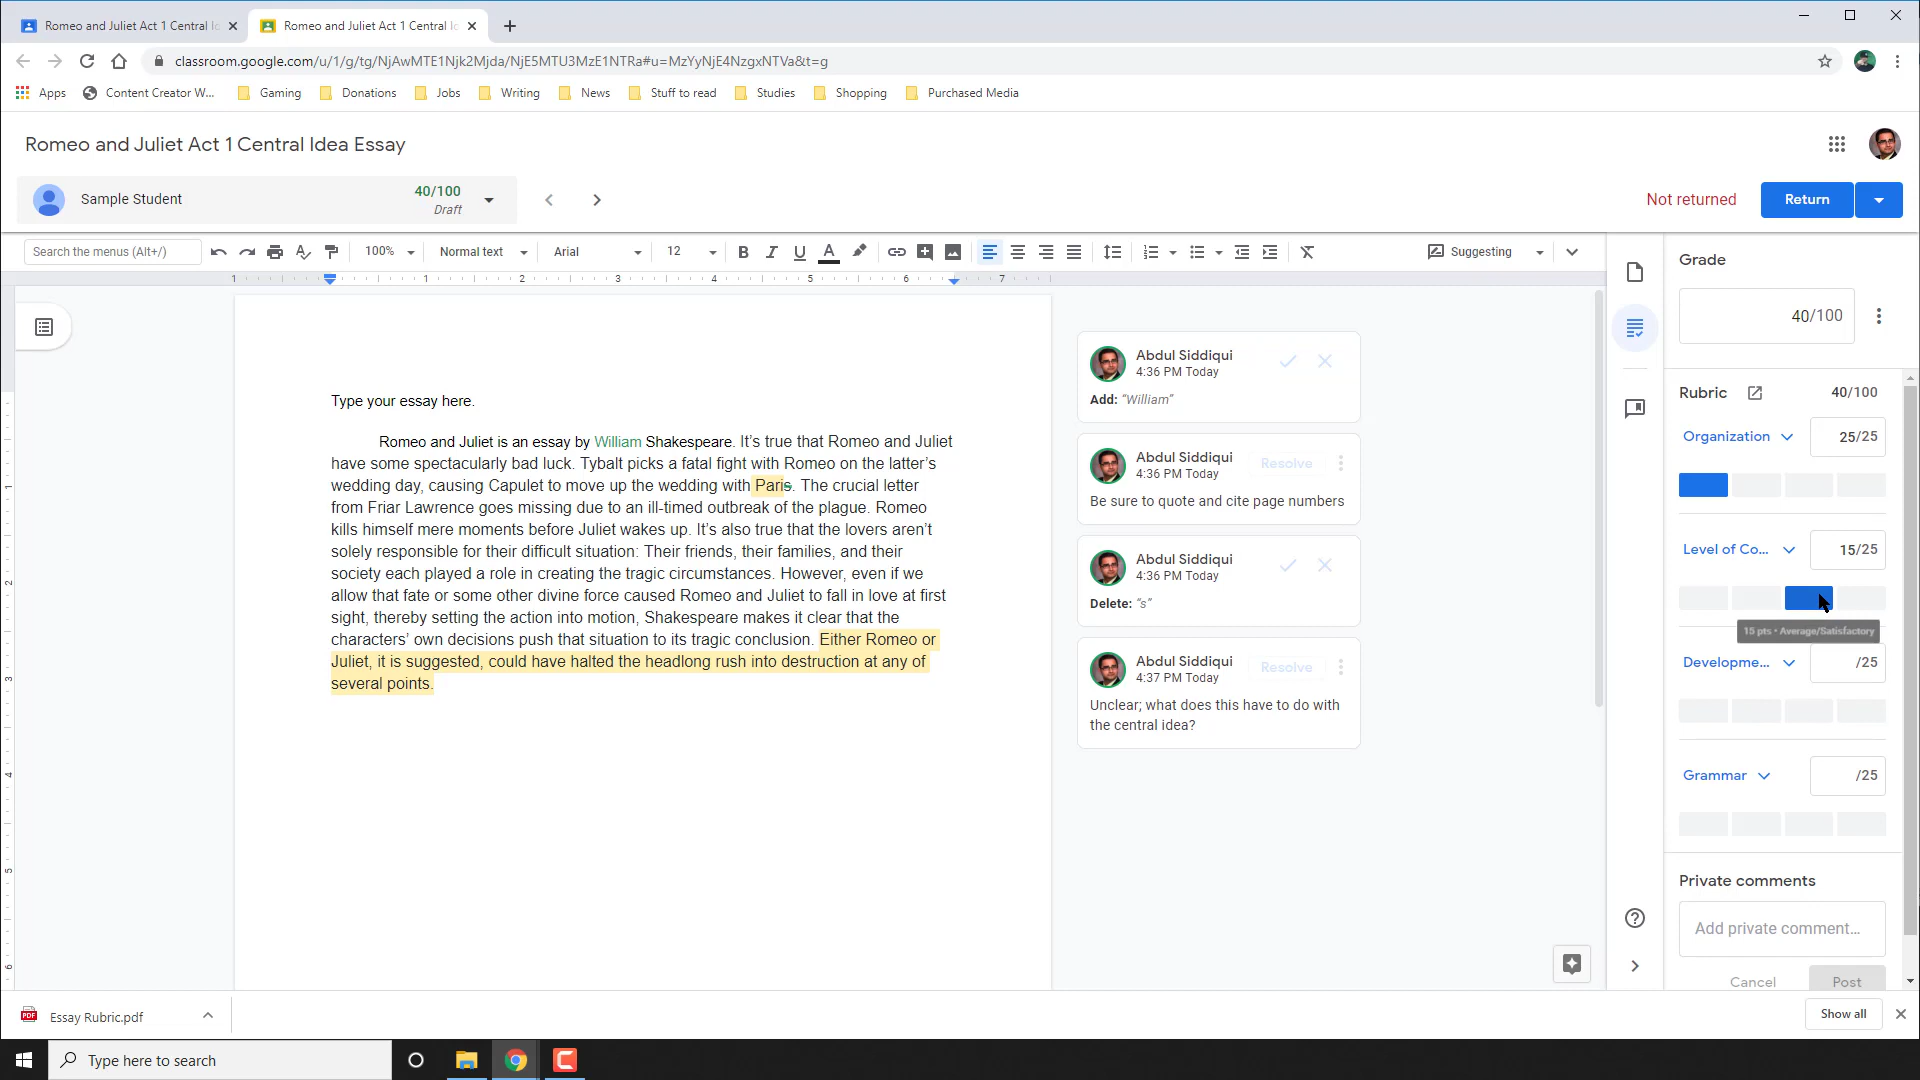 Romeo and Juliet Act 1 Central Id
Romeo and Juliet Act 1 Central I
classroom.google.com/u/1/g/tg/NjAwMTE1Njk2Mjda/NjE5MTU3MzE1NTRa#u=MzYyNjE4NzgxNTVa&t=g
Apps
Content Creator W...
Gaming
Donations
Jobs
Writing
News
Stuff to read
Studies
Shopping
Purchased Media
Romeo and Juliet Act 1 Central Idea Essay
Sample Student
40/100
Draft
Not returned
Return
Search the menus (Alt+/)
100%
Normal text
Arial
12
B
I
U
A
Suggesting
1 1 2 3 4 5 6 7
1
2
3
4
5
6
Type your essay here.
Romeo and Juliet is an essay by William Shakespeare. It's true that Romeo and Juliet
have some spectacularly bad luck. Tybalt picks a fatal fight with Romeo on the latter's
wedding day, causing Capulet to move up the wedding with Paris. The crucial letter
from Friar Lawrence goes missing due to an ill-timed outbreak of the plague. Romeo
kills himself mere moments before Juliet wakes up. It's also true that the lovers aren't
solely responsible for their difficult situation: Their friends, their families, and their
society each played a role in creating the tragic circumstances. However, even if we
allow that fate or some other divine force caused Romeo and Juliet to fall in love at first
sight, thereby setting the action into motion, Shakespeare makes it clear that the
characters' own decisions push that situation to its tragic conclusion. Either Romeo or
Juliet, it is suggested, could have halted the headlong rush into destruction at any of
several points.
Abdul Siddiqui
4:36 PM Today
Add: "William"
Abdul Siddiqui
4:36 PM Today
Resolve
Be sure to quote and cite page numbers
Abdul Siddiqui
4:36 PM Today
Delete: "s"
Abdul Siddiqui
4:37 PM Today
Resolve
Unclear; what does this have to do with
the central idea?
Grade
40/100
Rubric
40/100
Organization
25/25
Level of Co...
15/25
15 pts • Average/Satisfactory
Developme...
/25
Grammar
/25
Private comments
Add private comment...
Cancel
Post
Essay Rubric.pdf
Show all
Type here to search